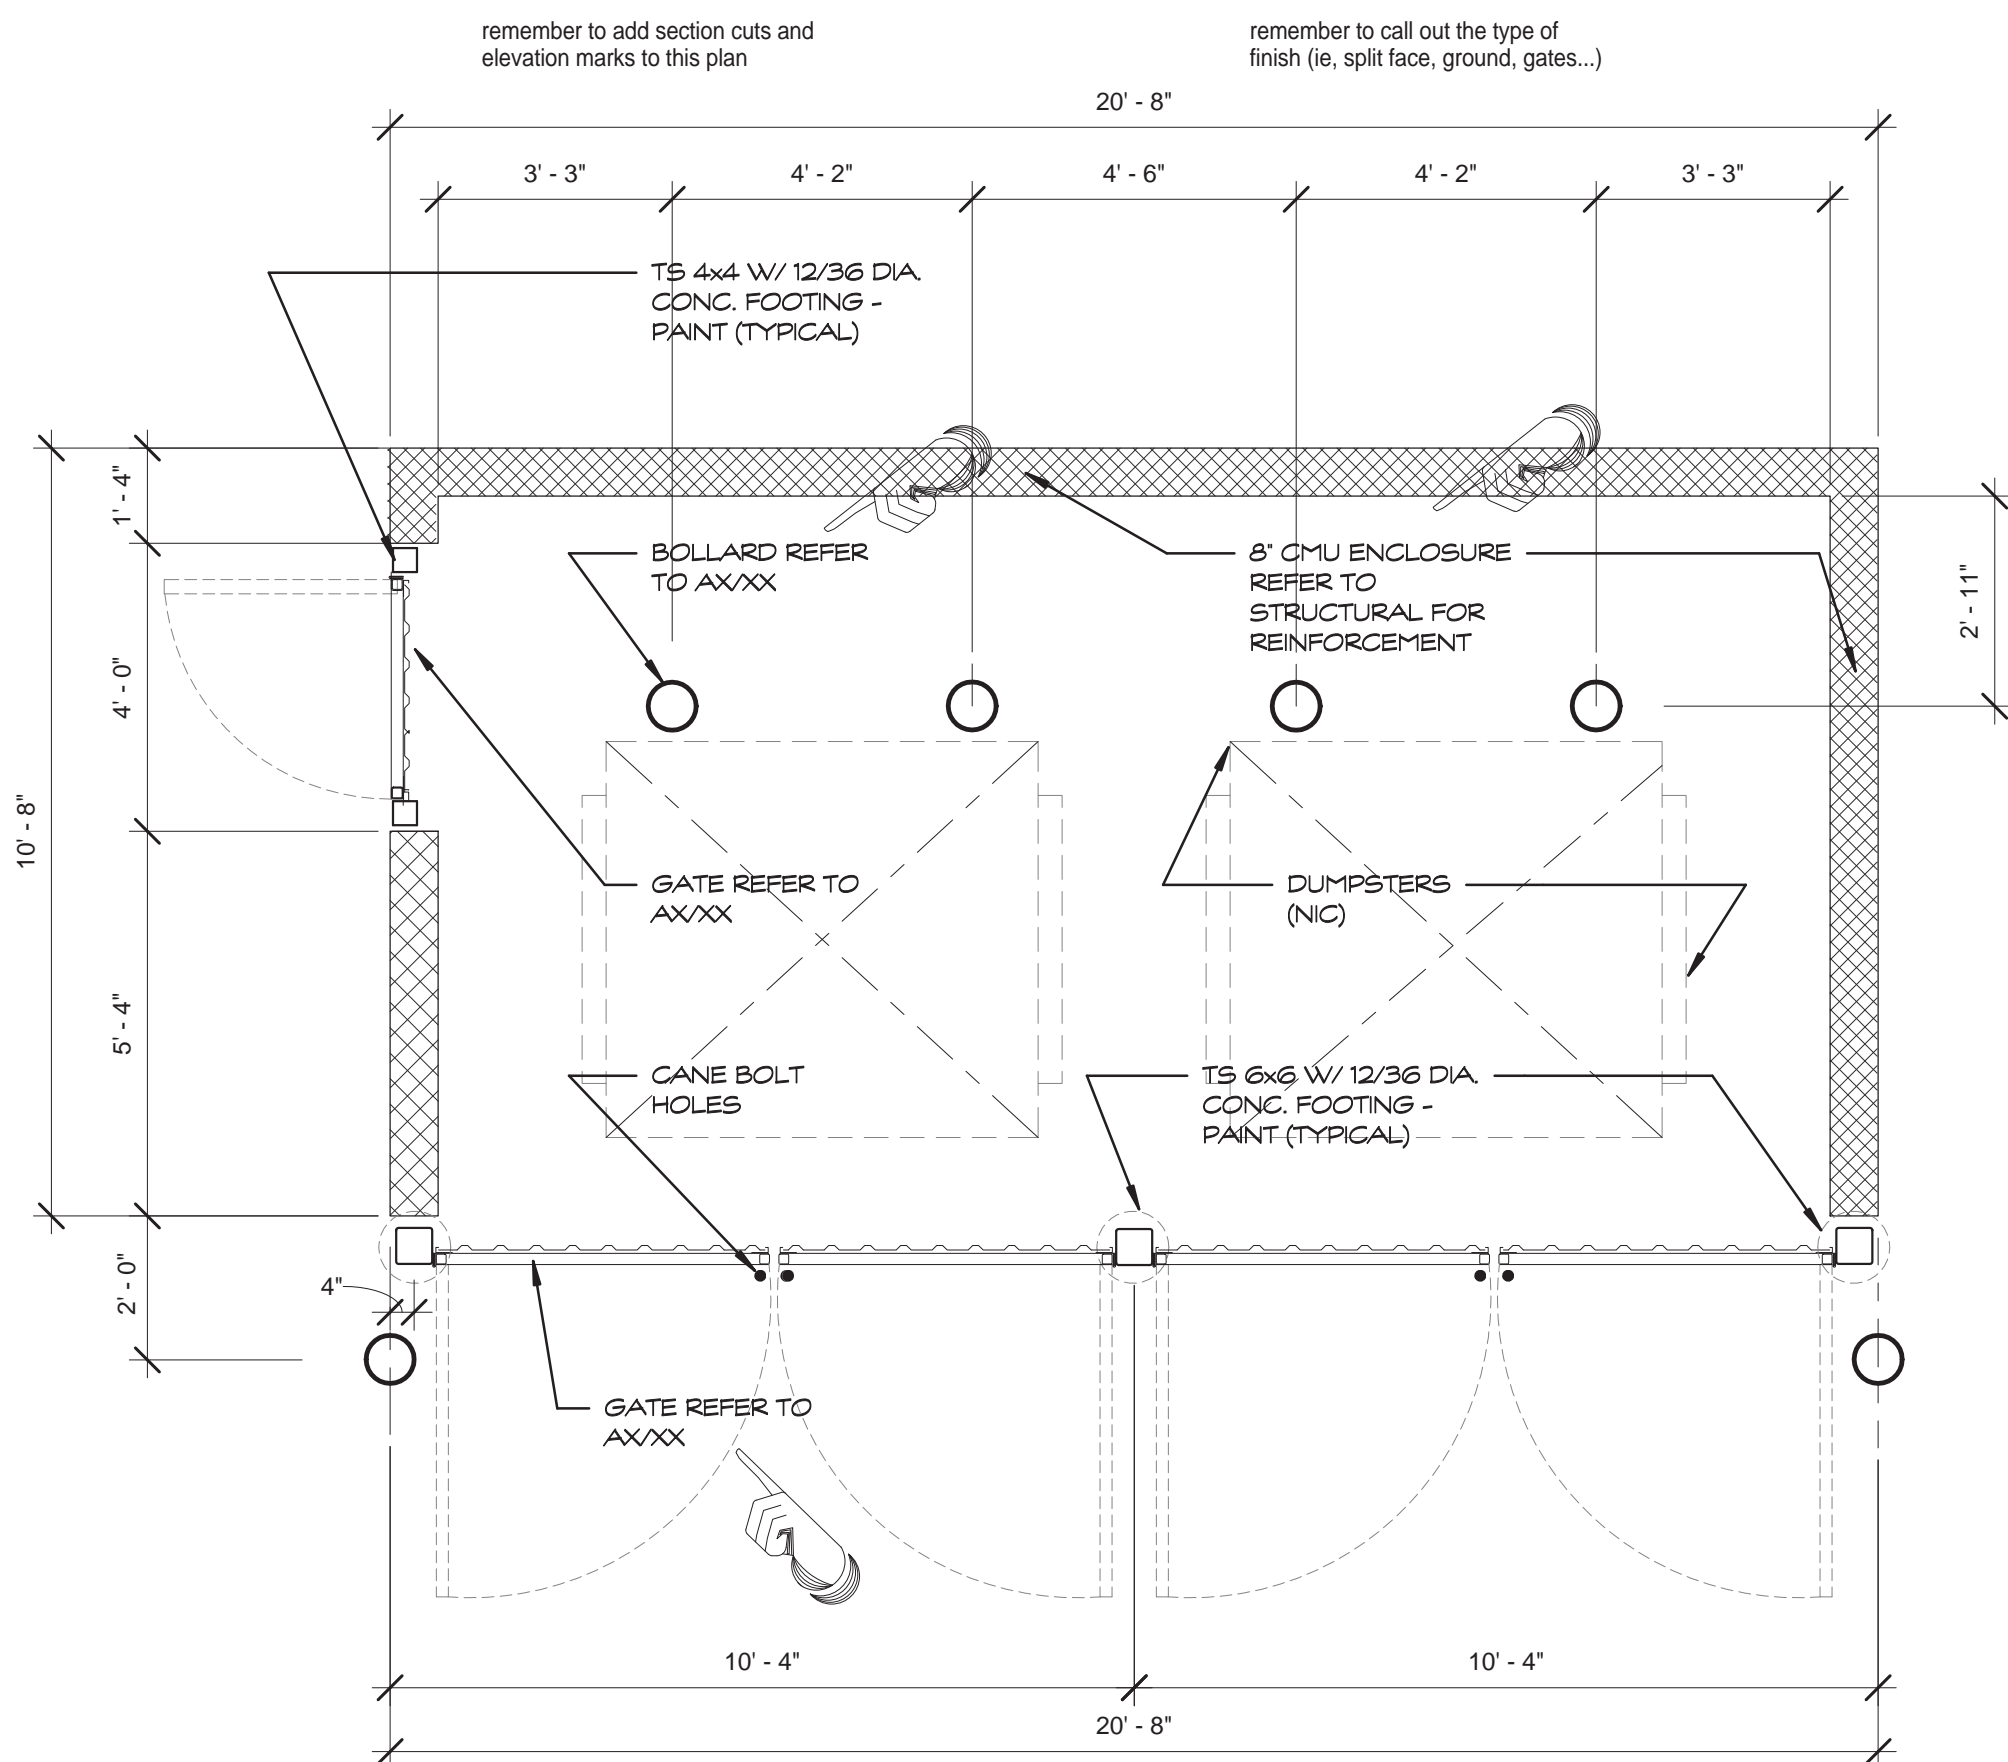 remember to add section cuts and
elevation marks to this plan
remember to call out the type of
finish (ie, split face, ground, gates...)
20' - 8"
3' - 3"
4' - 2"
4' - 6"
4' - 2"
3' - 3"
TS 4x4 W/ 12/36 DIA.
CONC. FOOTING -
PAINT (TYPICAL)
1' - 4"
BOLLARD REFER
TO AX/XX
8" CMU ENCLOSURE
REFER TO
STRUCTURAL FOR
REINFORCEMENT
2' - 11"
4' - 0"
10' - 8"
GATE REFER TO
AX/XX
DUMPSTERS
(NIC)
5' - 4"
CANE BOLT
HOLES
TS 6x6 W/ 12/36 DIA.
CONC. FOOTING -
PAINT (TYPICAL)
2' - 0"
4"
GATE REFER TO
AX/XX
10' - 4"
10' - 4"
20' - 8"